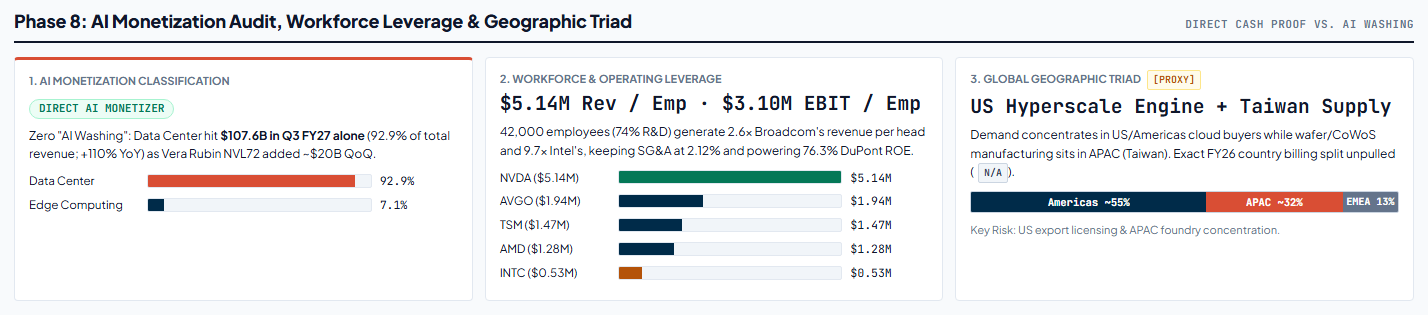 Phase 8: AI Monetization Audit, Workforce Leverage & Geographic Triad
DIRECT CASH PROOF VS. AI WASHING
1. AI MONETIZATION CLASSIFICATION
DIRECT AI MONETIZER
Zero "AI Washing": Data Center hit $107.6B in Q3 FY27 alone (92.9% of total
revenue; +110% YoY) as Vera Rubin NVL72 added ~$20B QoQ.
Data Center 92.9%
Edge Computing 7.1%
2. WORKFORCE & OPERATING LEVERAGE
$5.14M Rev / Emp · $3.10M EBIT / Emp
42,000 employees (74% R&D) generate 2.6x Broadcom's revenue per head
and 9.7x Intel's, keeping SG&A at 2.12% and powering 76.3% DuPont ROE.
NVDA ($5.14M) $5.14M
AVGO ($1.94M) $1.94M
TSM ($1.47M) $1.47M
AMD ($1.28M) $1.28M
INTC ($0.53M) $0.53M
3. GLOBAL GEOGRAPHIC TRIAD [PROXY]
US Hyperscale Engine + Taiwan Supply
Demand concentrates in US/Americas cloud buyers while wafer/CoWoS
manufacturing sits in APAC (Taiwan). Exact FY26 country billing split unpulled
( N/A ).
Americas ~55% APAC ~32% EMEA 13%
Key Risk: US export licensing & APAC foundry concentration.